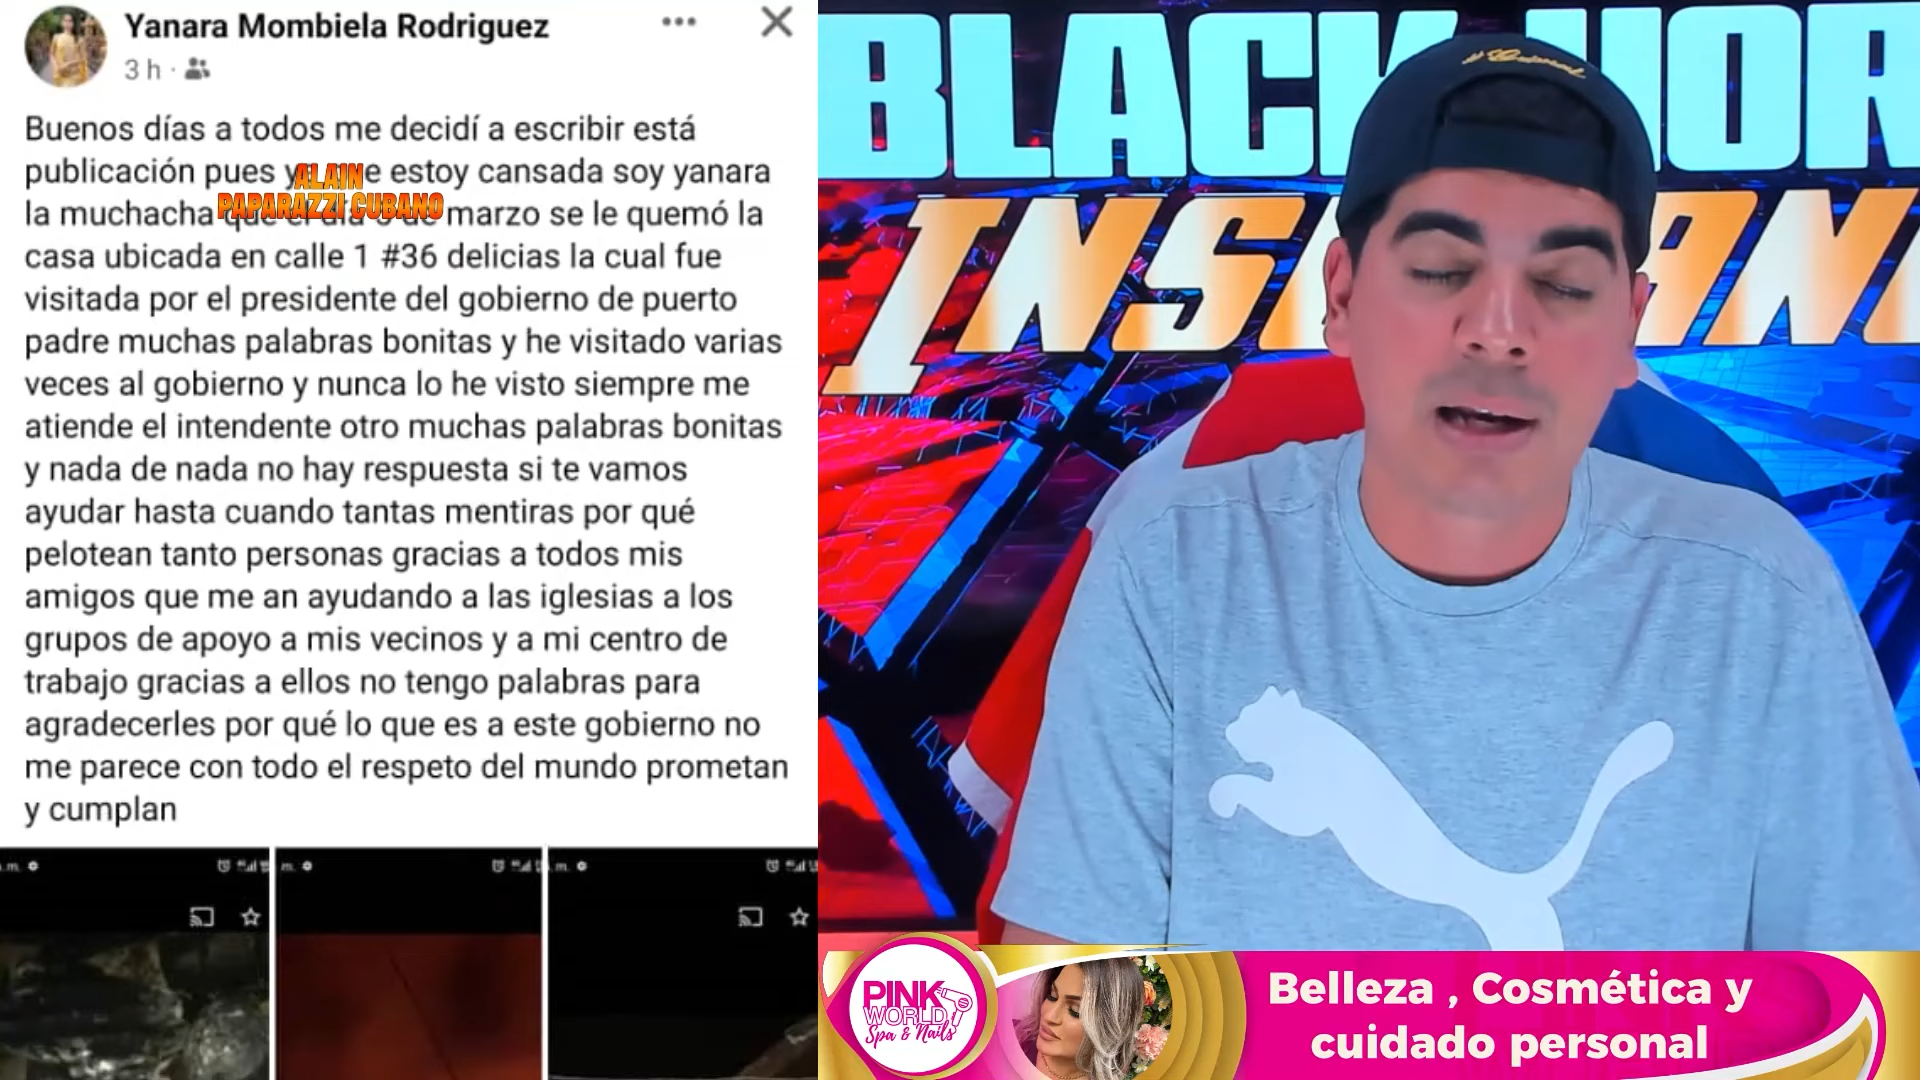 Yanara Mombiela Rodriguez
3 h ·
Buenos días a todos me decidí a escribir está
publicación pues estoy cansada soy yanara
la muchacha marzo se le quemó la
casa ubicada en calle 1 #36 delicias la cual fue
visitada por el presidente del gobierno de puerto
padre muchas palabras bonitas y he visitado varias
veces al gobierno y nunca lo he visto siempre me
atiende el intendente otro muchas palabras bonitas
y nada de nada no hay respuesta si te vamos
ayudar hasta cuando tantas mentiras por qué
pelotean tanto personas gracias a todos mis
amigos que me an ayudando a las iglesias a los
grupos de apoyo a mis vecinos y a mi centro de
trabajo gracias a ellos no tengo palabras para
agradecerles por qué lo que es a este gobierno no
me parece con todo el respeto del mundo prometan
y cumplan
ALAIN
PAPARAZZI CUBANO
BLACK HOR
INS AN
PINK
WORLD
Spa & Nails
Belleza , Cosmética y
cuidado personal